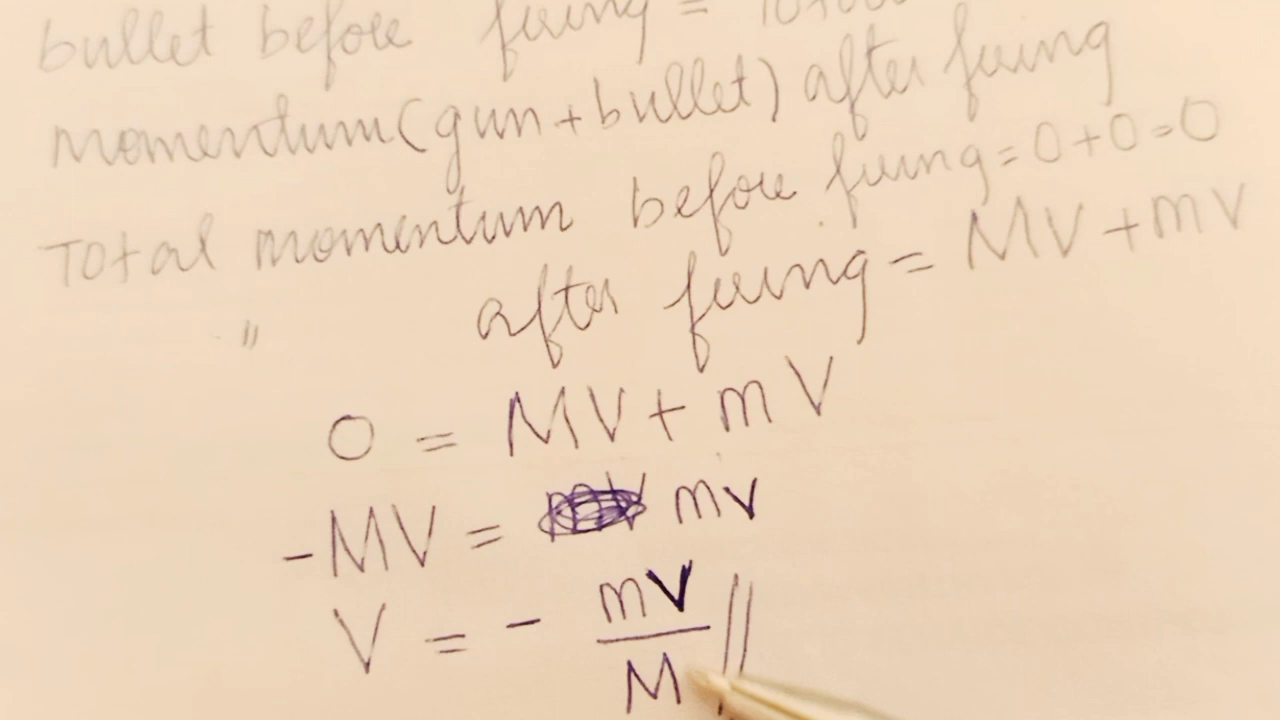 bullet before firing =
momentum (gun + bullet) after firing
Total momentum before firing = 0 + 0 = 0
" after firing = MV + mv
0 = MV + mV
-MV = mv
V = - mv/M //